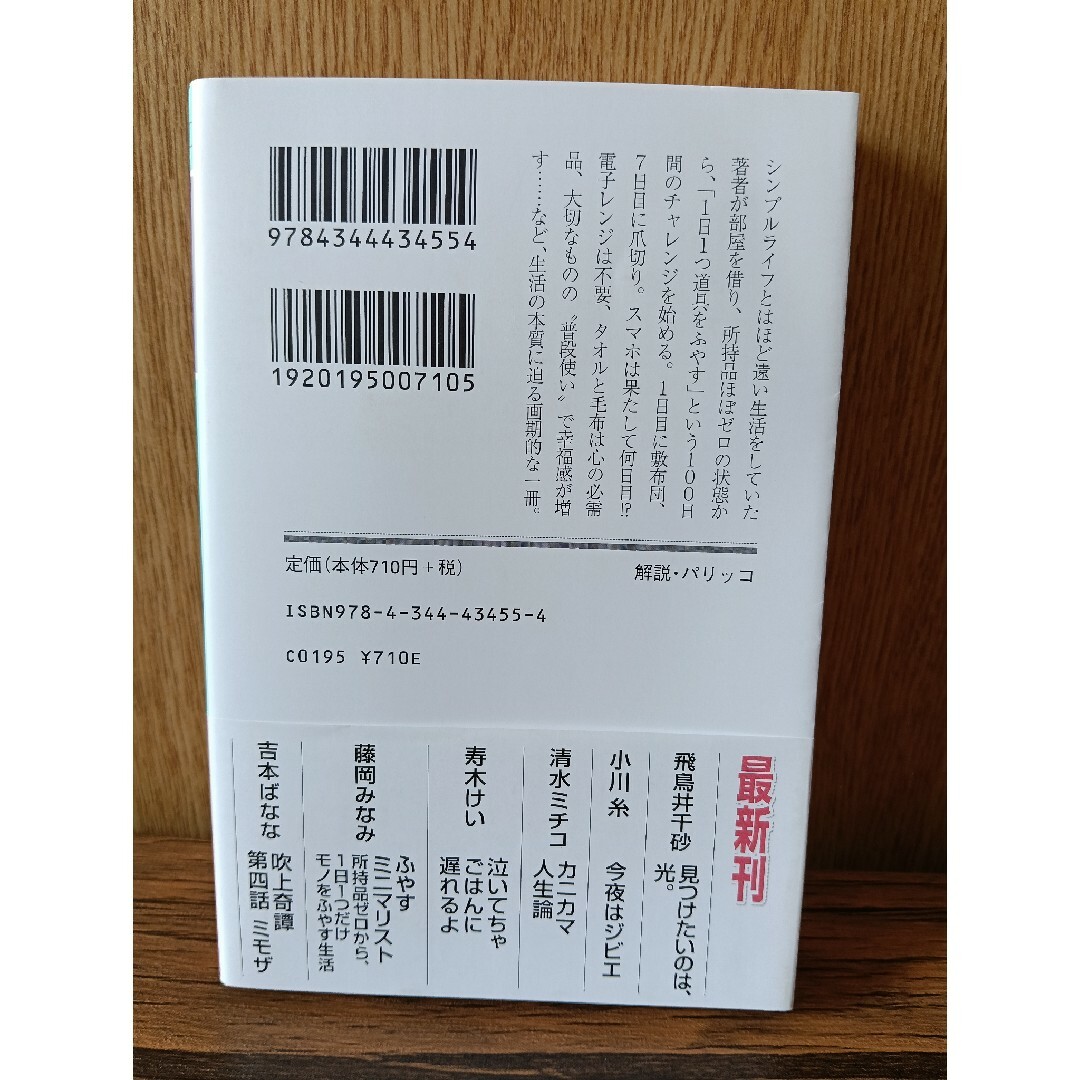 9784344434554
1920195007105
シンプルライフとはほど遠い生活をしていた
著者が部屋を借り、所持品ほぼゼロの状態か
ら、「1日1つ道具をふやす」という100日
間のチャレンジを始める。1日目に敷布団、
7日目に爪切り。スマホは果たして何日目!?
電子レンジは不要、タオルと毛布は心の必需
品、大切なものの〝普段使い〟で幸福感が増
す……など、生活の本質に迫る画期的な一冊。
定価(本体710円+税)
解説・パリッコ
ISBN978-4-344-43455-4
C0195 ¥710E
最新刊
飛鳥井千砂 見つけたいのは、
光。
小川糸 今夜はジビエ
清水ミチコ カニカマ
人生論
寿木けい 泣いてちゃ
ごはんに
遅れるよ
藤岡みなみ ふやす
ミニマリスト
所持品ゼロから、
1日1つだけ
モノをふやす生活
吉本ばなな 吹上奇譚
第四話 ミモザ